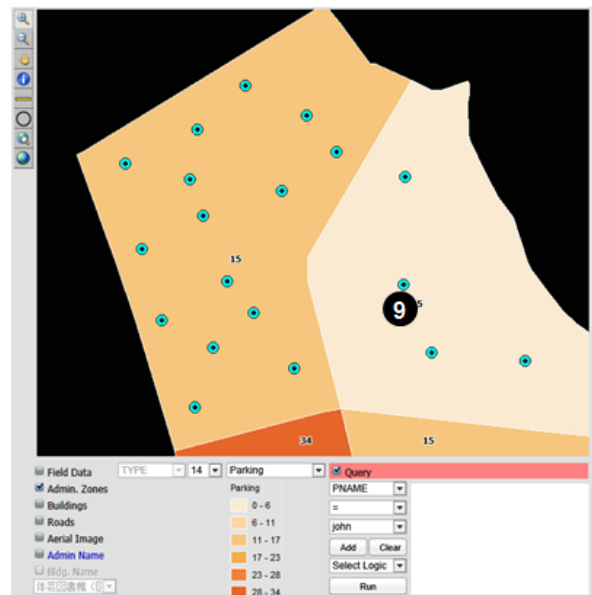 15
9
5
34
15
Field Data TYPE 14 Parking Query
Admin. Zones Parking PNAME
Buildings 0 - 6 =
Roads 6 - 11 john
Aerial Image 11 - 17 Add Clear
Admin Name 17 - 23 Select Logic
Bldg. Name 23 - 28 Run
28 - 34